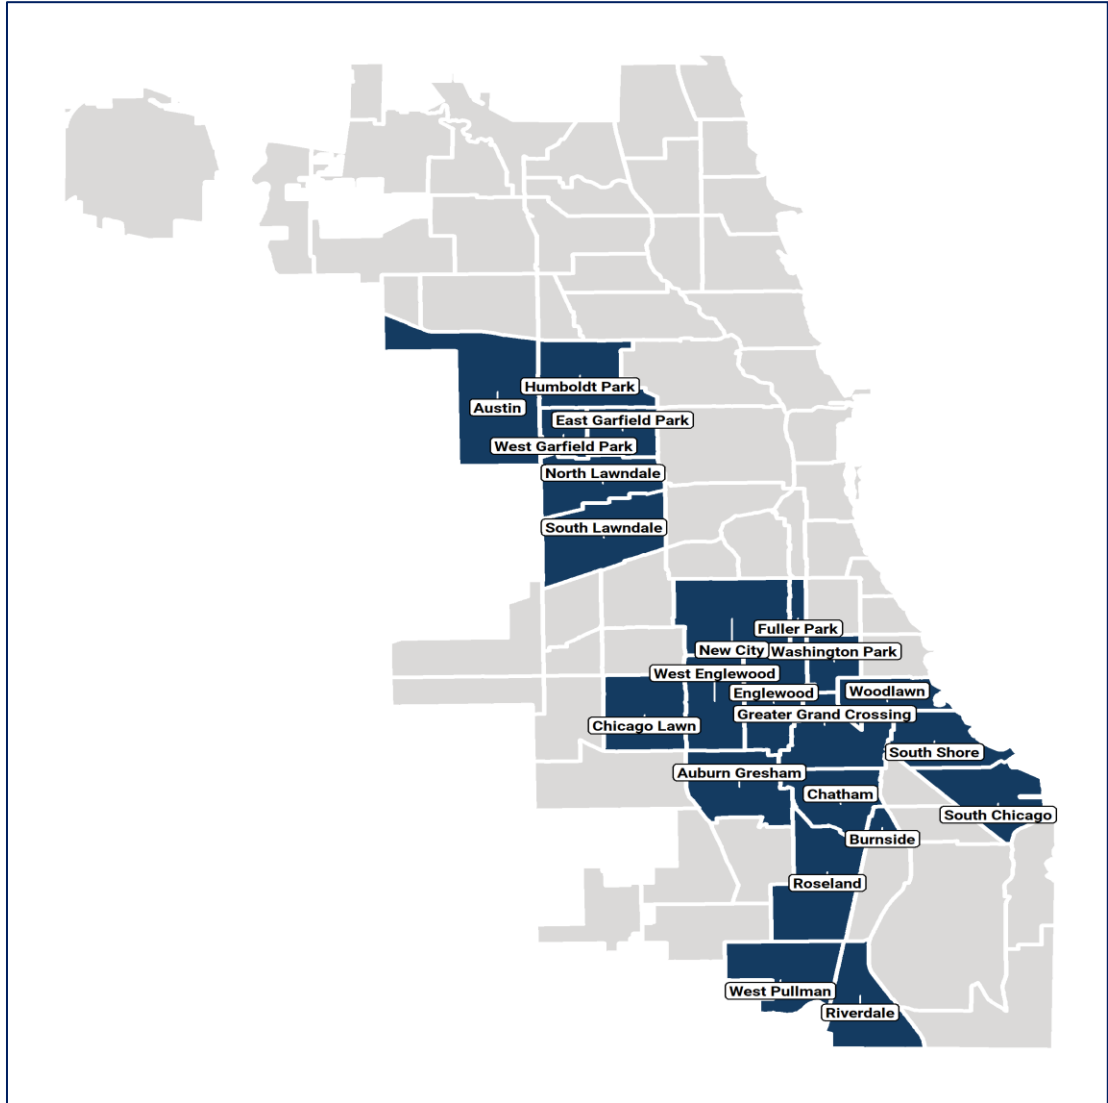 Humboldt Park
Austin
East Garfield Park
West Garfield Park
North Lawndale
South Lawndale
Fuller Park
New City
Washington Park
West Englewood
Englewood
Woodlawn
Greater Grand Crossing
Chicago Lawn
South Shore
Auburn Gresham
Chatham
South Chicago
Burnside
Roseland
West Pullman
Riverdale